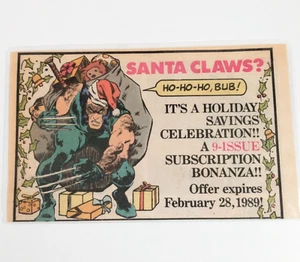 SANTA CLAWS?
HO-HO-HO, BUB!
IT'S A HOLIDAY
SAVINGS
CELEBRATION!!
A 9-ISSUE
SUBSCRIPTION
BONANZA!!
Offer expires
February 28, 1989!